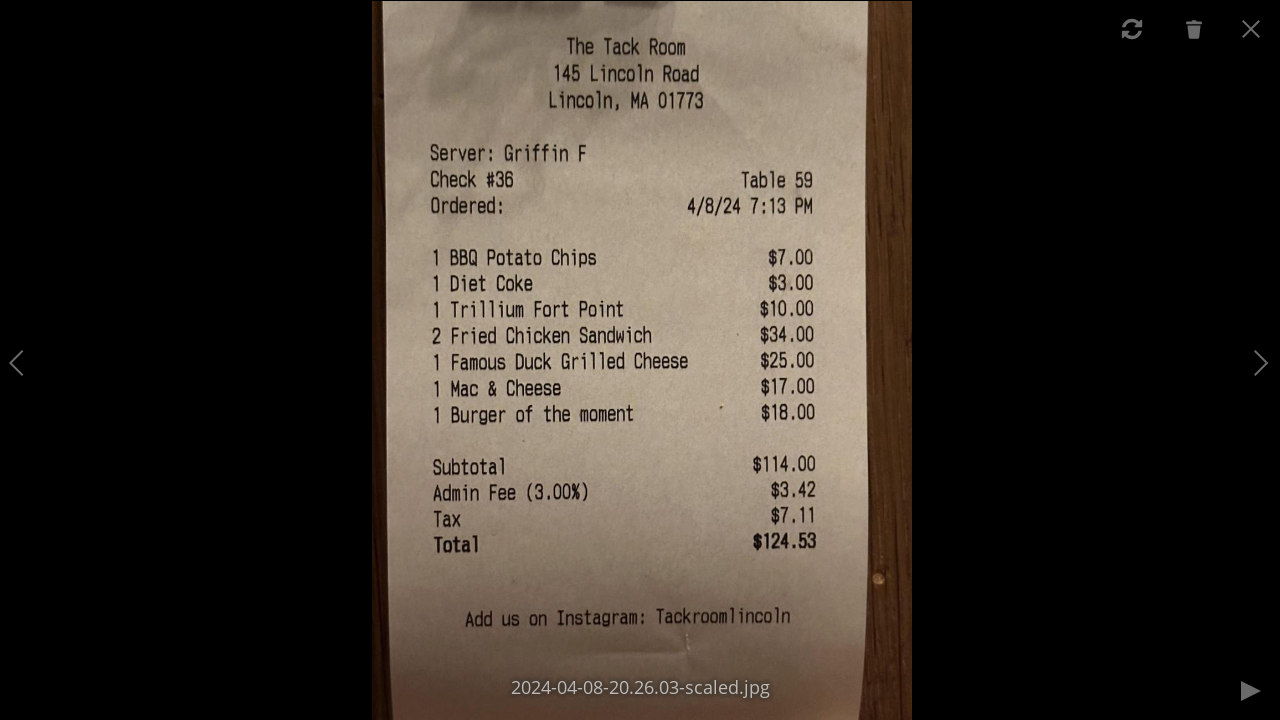 The Tack Room
145 Lincoln Road
Lincoln, MA 01773
Server: Griffin F
Check #36 Table 59
Ordered: 4/8/24 7:13 PM
1 BBQ Potato Chips $7.00
1 Diet Coke $3.00
1 Trillium Fort Point $10.00
2 Fried Chicken Sandwich $34.00
1 Famous Duck Grilled Cheese $25.00
1 Mac & Cheese $17.00
1 Burger of the moment $18.00
Subtotal $114.00
Admin Fee (3.00%) $3.42
Tax $7.11
Total $124.53
Add us on Instagram: Tackroomlincoln
2024-04-08-20.26.03-scaled.jpg